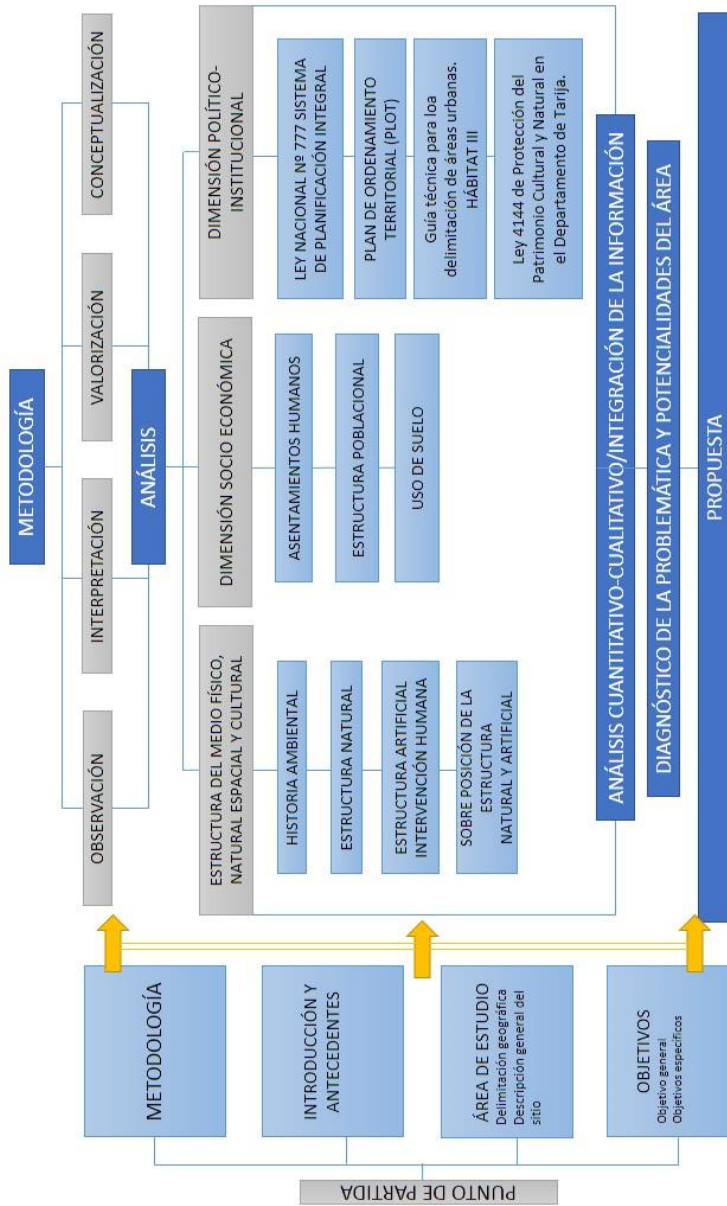 PUNTO DE PARTIDA
METODOLOGÍA
INTRODUCCIÓN Y
ANTECEDENTES
ÁREA DE ESTUDIO
Delimitación geográfica
Descripción general del
sitio
OBJETIVOS
Objetivo general
Objetivos específicos
METODOLOGÍA
OBSERVACIÓN
INTERPRETACIÓN
VALORIZACIÓN
CONCEPTUALIZACIÓN
ANÁLISIS
ESTRUCTURA DEL MEDIO FÍSICO,
NATURAL ESPACIAL Y CULTURAL
HISTORIA AMBIENTAL
ESTRUCTURA NATURAL
ESTRUCTURA ARTIFICIAL
INTERVENCIÓN HUMANA
SOBRE POSICIÓN DE LA
ESTRUCTURA
NATURAL Y ARTIFICIAL
DIMENSIÓN SOCIO ECONÓMICA
ASENTAMIENTOS HUMANOS
ESTRUCTURA POBLACIONAL
USO DE SUELO
DIMENSIÓN POLÍTICO-
INSTITUCIONAL
LEY NACIONAL Nº 777 SISTEMA
DE PLANIFICACIÓN INTEGRAL
PLAN DE ORDENAMIENTO
TERRITORIAL (PLOT)
Guía técnica para loa
delimitación de áreas urbanas.
HÁBITAT III
Ley 4144 de Protección del
Patrimonio Cultural y Natural en
el Departamento de Tarija.
ANÁLISIS CUANTITATIVO-CUALITATIVO/INTEGRACIÓN DE LA INFORMACIÓN
DIAGNÓSTICO DE LA PROBLEMÁTICA Y POTENCIALIDADES DEL ÁREA
PROPUESTA